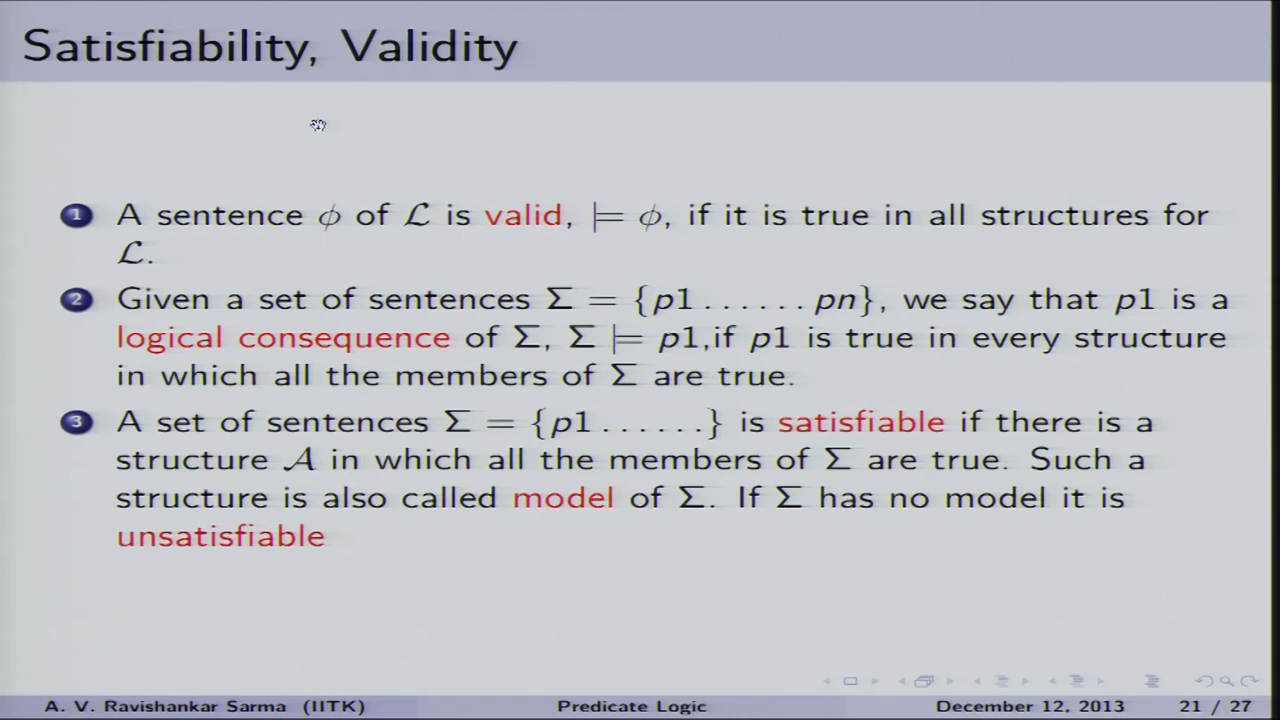 Satisfiability, Validity
1 A sentence ϕ of ℒ is valid, ⊨ ϕ, if it is true in all structures for
ℒ.
2 Given a set of sentences Σ = {p1......pn}, we say that p1 is a
logical consequence of Σ, Σ ⊨ p1,if p1 is true in every structure
in which all the members of Σ are true.
3 A set of sentences Σ = {p1......} is satisfiable if there is a
structure 𝒜 in which all the members of Σ are true. Such a
structure is also called model of Σ. If Σ has no model it is
unsatisfiable
A. V. Ravishankar Sarma (IITK) Predicate Logic December 12, 2013 21 / 27